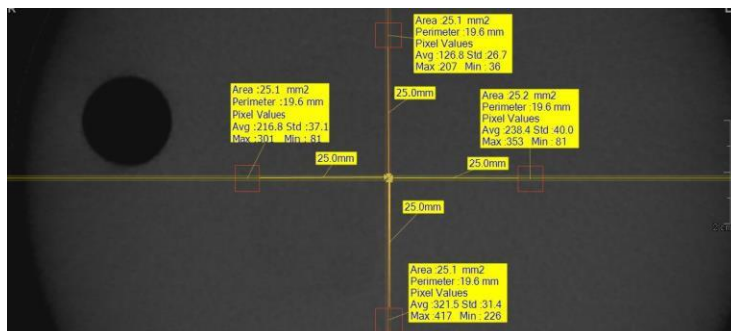 Area :25.1 mm2
Perimeter :19.6 mm
Pixel Values
Avg :126.8 Std :26.7
Max :207 Min : 36
Area :25.1 mm2
Perimeter :19.6 mm
Pixel Values
Avg :216.8 Std :37.1
Max :301 Min : 81
25.0mm
Area :25.2 mm2
Perimeter :19.6 mm
Pixel Values
Avg :238.4 Std :40.0
Max :353 Min : 81
25.0mm
25.0mm
25.0mm
Area :25.1 mm2
Perimeter :19.6 mm
Pixel Values
Avg :321.5 Std :31.4
Max :417 Min : 226